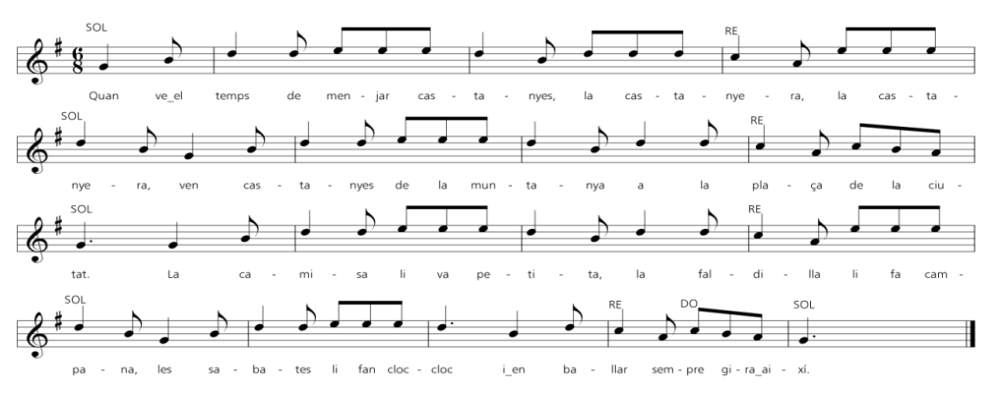 SOL RE
6
8
Quan ve_el temps de men - jar cas - ta - nyes, la cas - ta - nye - ra, la cas - ta -
SOL RE
nye - ra, ven cas - ta - nyes de la mun - ta - nya a la pla - ça de la ciu -
SOL RE
tat. La ca - mi - sa li va pe - ti - ta, la fal - di - lla li fa cam -
SOL RE DO SOL
pa - na, les sa - ba - tes li fan cloc - cloc i_en ba - llar sem - pre gi - ra_ai - xí.